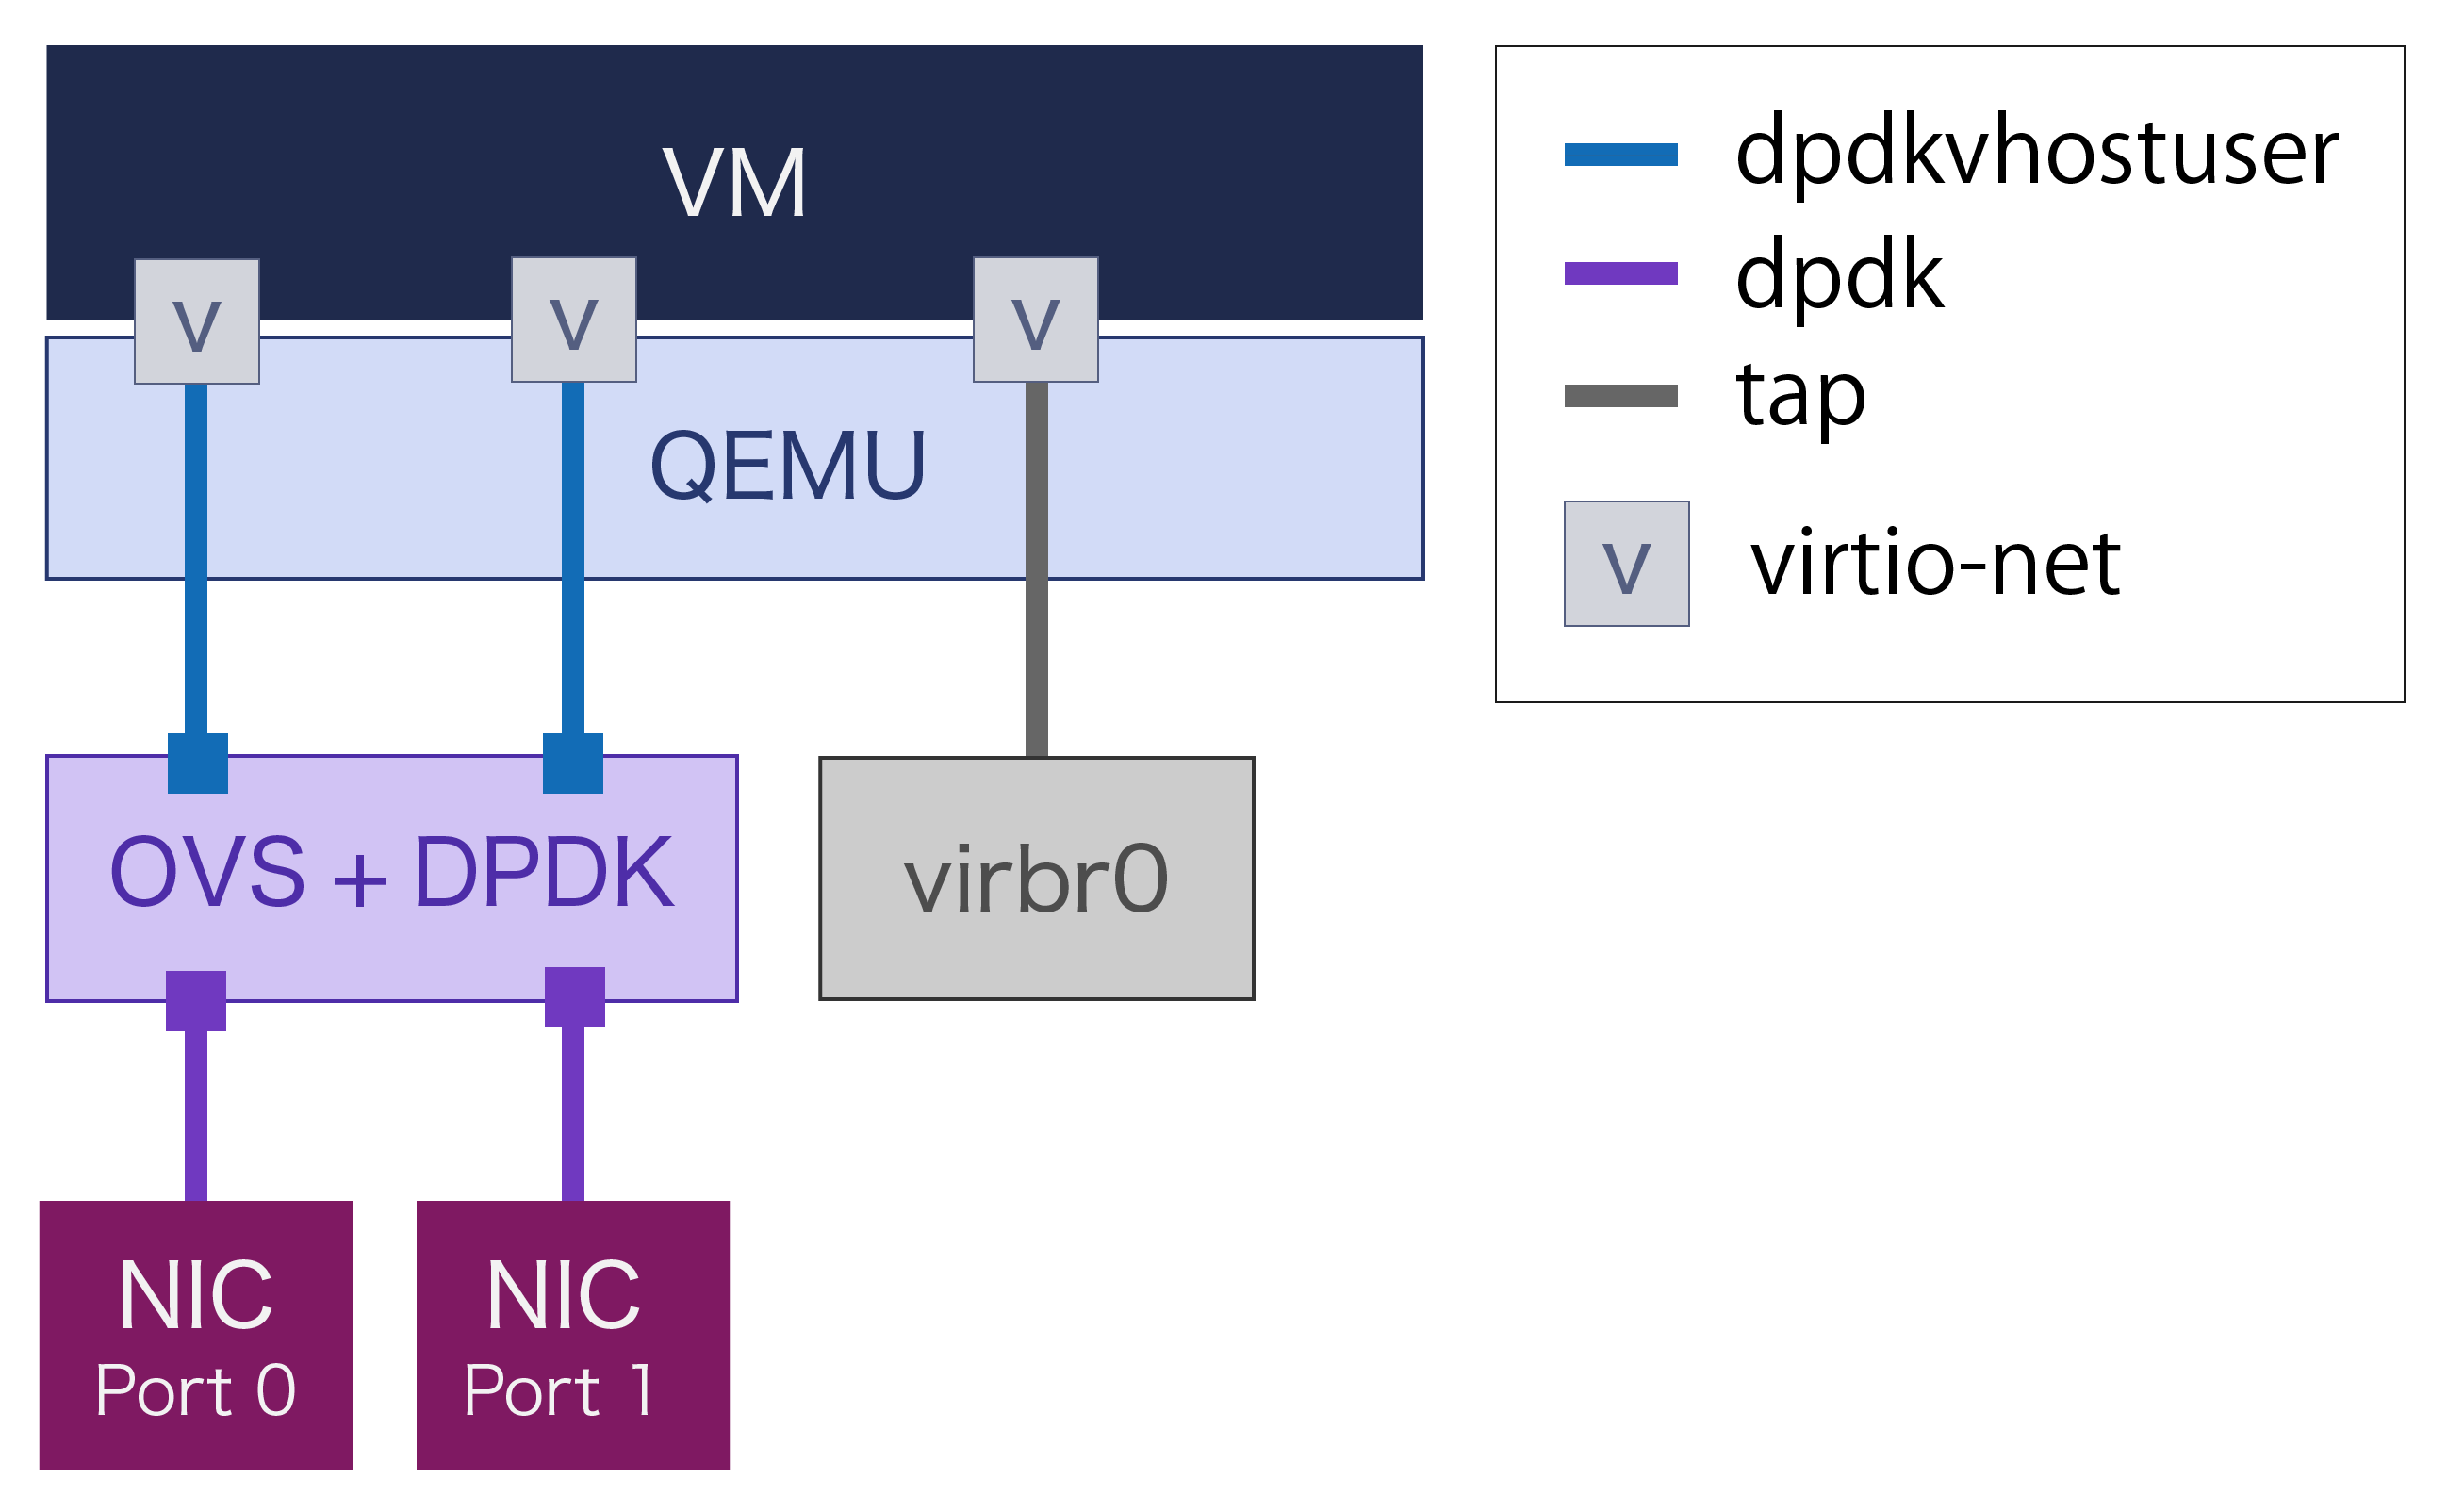 VM
V
V
V
QEMU
OVS + DPDK
virbr0
NIC
Port 0
NIC
Port 1
dpdkvhostuser
dpdk
tap
V
virtio-net